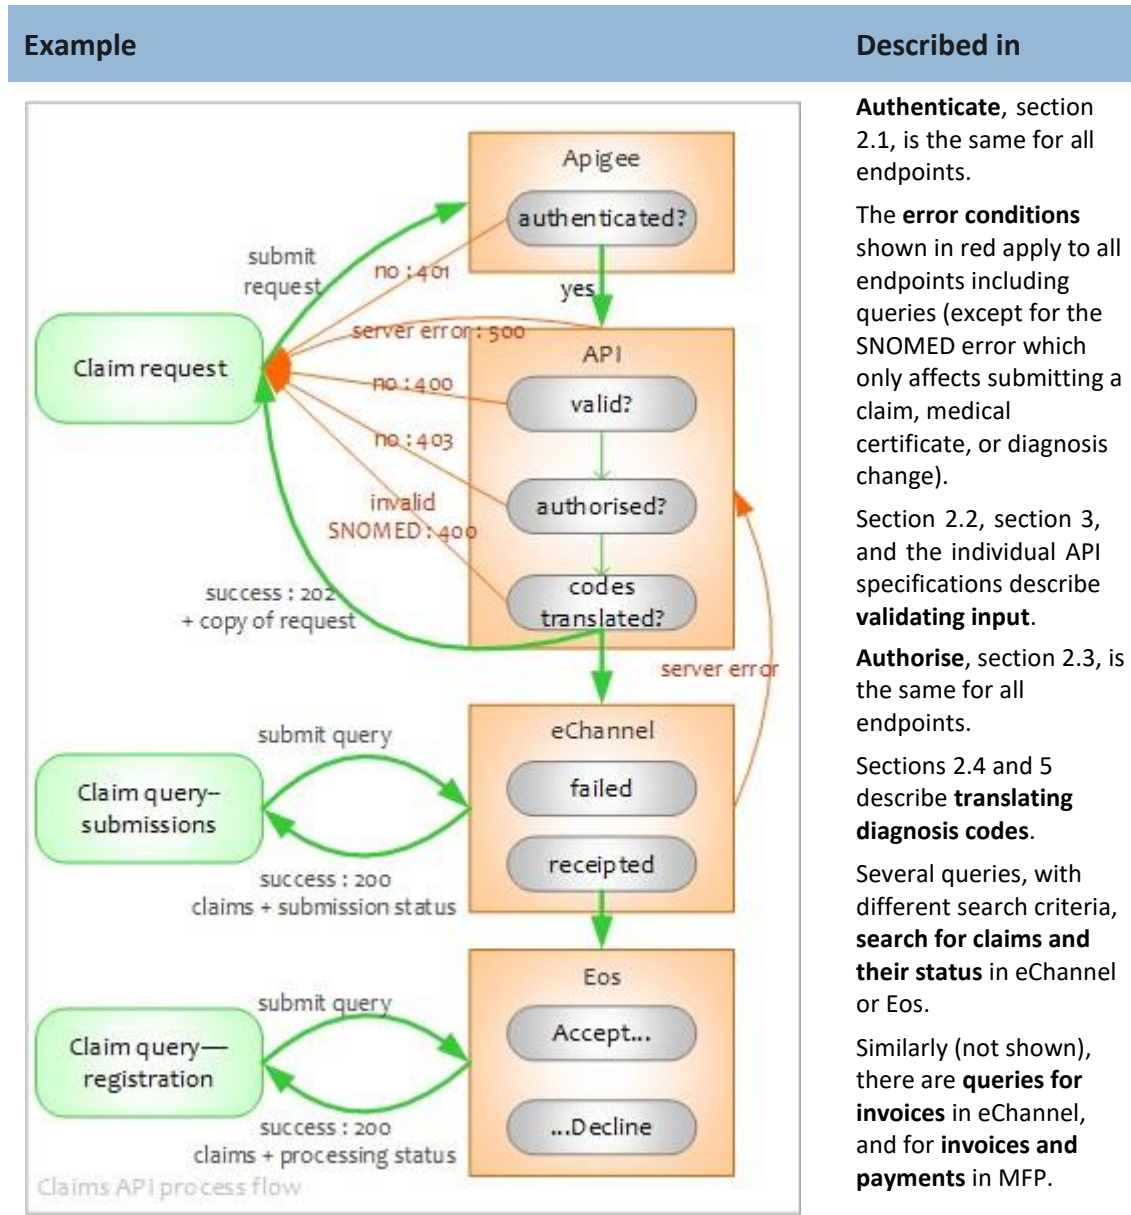 Example
Described in
Apigee
authenticated?
submit
request
no : 401
yes
server error : 500
Claim request
API
no : 400
valid?
no : 403
authorised?
invalid
SNOMED : 400
codes
translated?
success : 202
+ copy of request
server error
submit query
eChannel
Claim query--
submissions
failed
receipted
success : 200
claims + submission status
Eos
submit query
Accept...
Claim query—
registration
...Decline
success : 200
claims + processing status
Claims API process flow
Authenticate, section
2.1, is the same for all
endpoints.
The error conditions
shown in red apply to all
endpoints including
queries (except for the
SNOMED error which
only affects submitting a
claim, medical
certificate, or diagnosis
change).
Section 2.2, section 3,
and the individual API
specifications describe
validating input.
Authorise, section 2.3, is
the same for all
endpoints.
Sections 2.4 and 5
describe translating
diagnosis codes.
Several queries, with
different search criteria,
search for claims and
their status in eChannel
or Eos.
Similarly (not shown),
there are queries for
invoices in eChannel,
and for invoices and
payments in MFP.